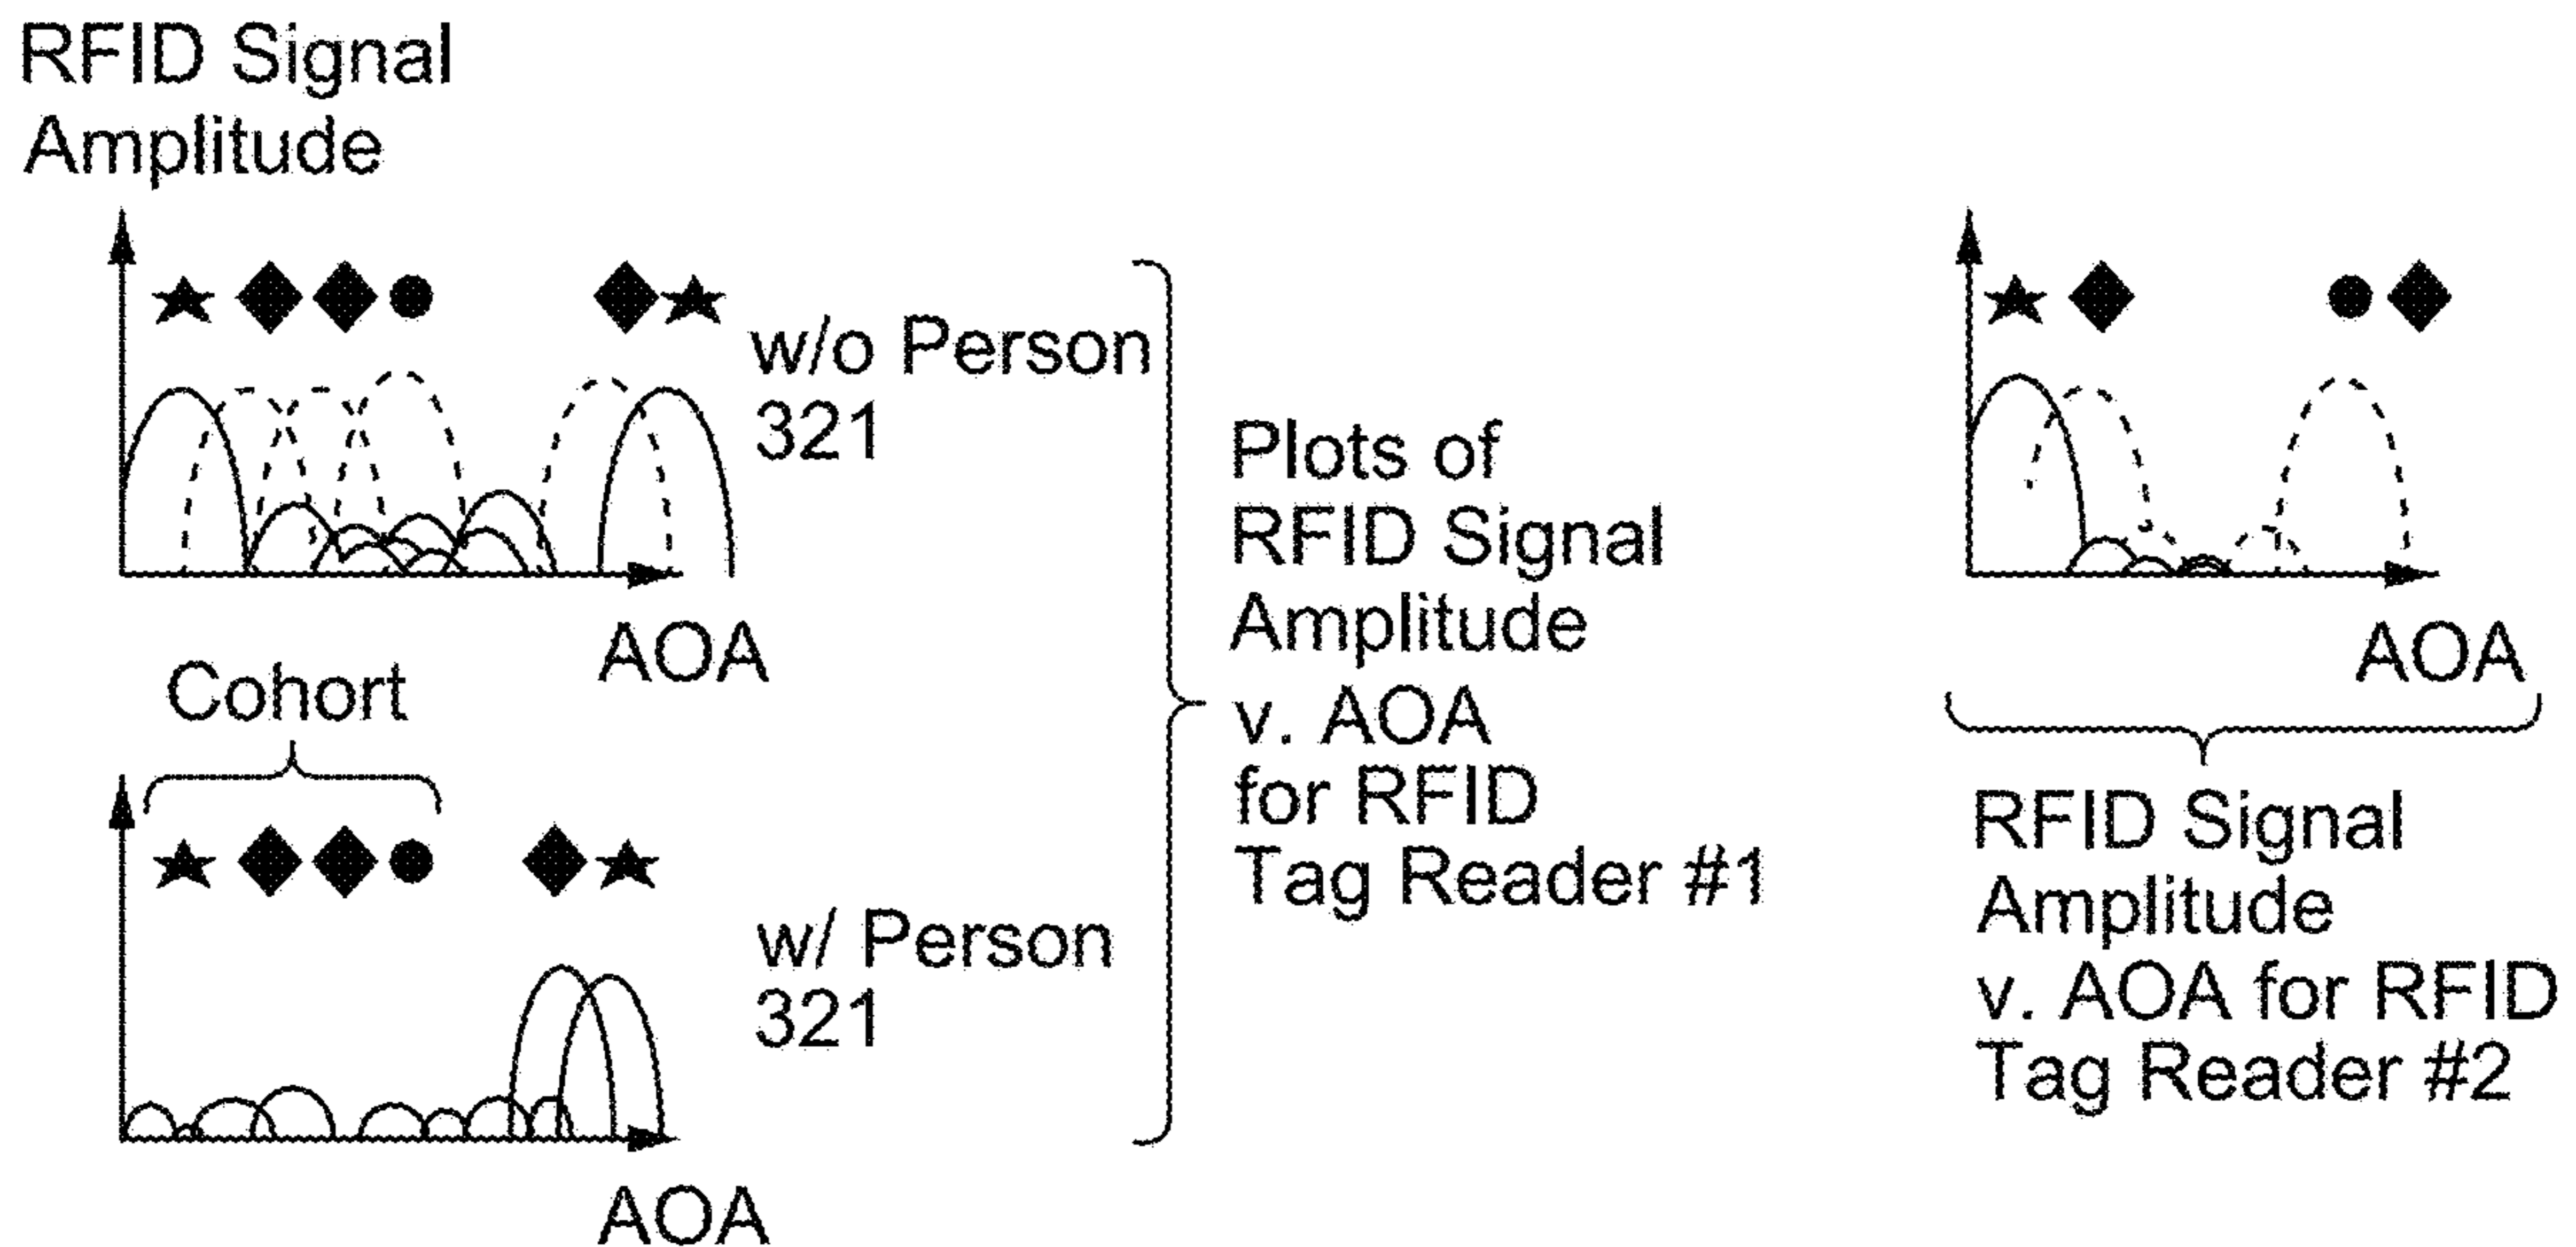 RFID Signal
Amplitude
w/o Person
321
AOA
Cohort
w/ Person
321
AOA
Plots of
RFID Signal
Amplitude
v. AOA
for RFID
Tag Reader #1
AOA
RFID Signal
Amplitude
v. AOA for RFID
Tag Reader #2